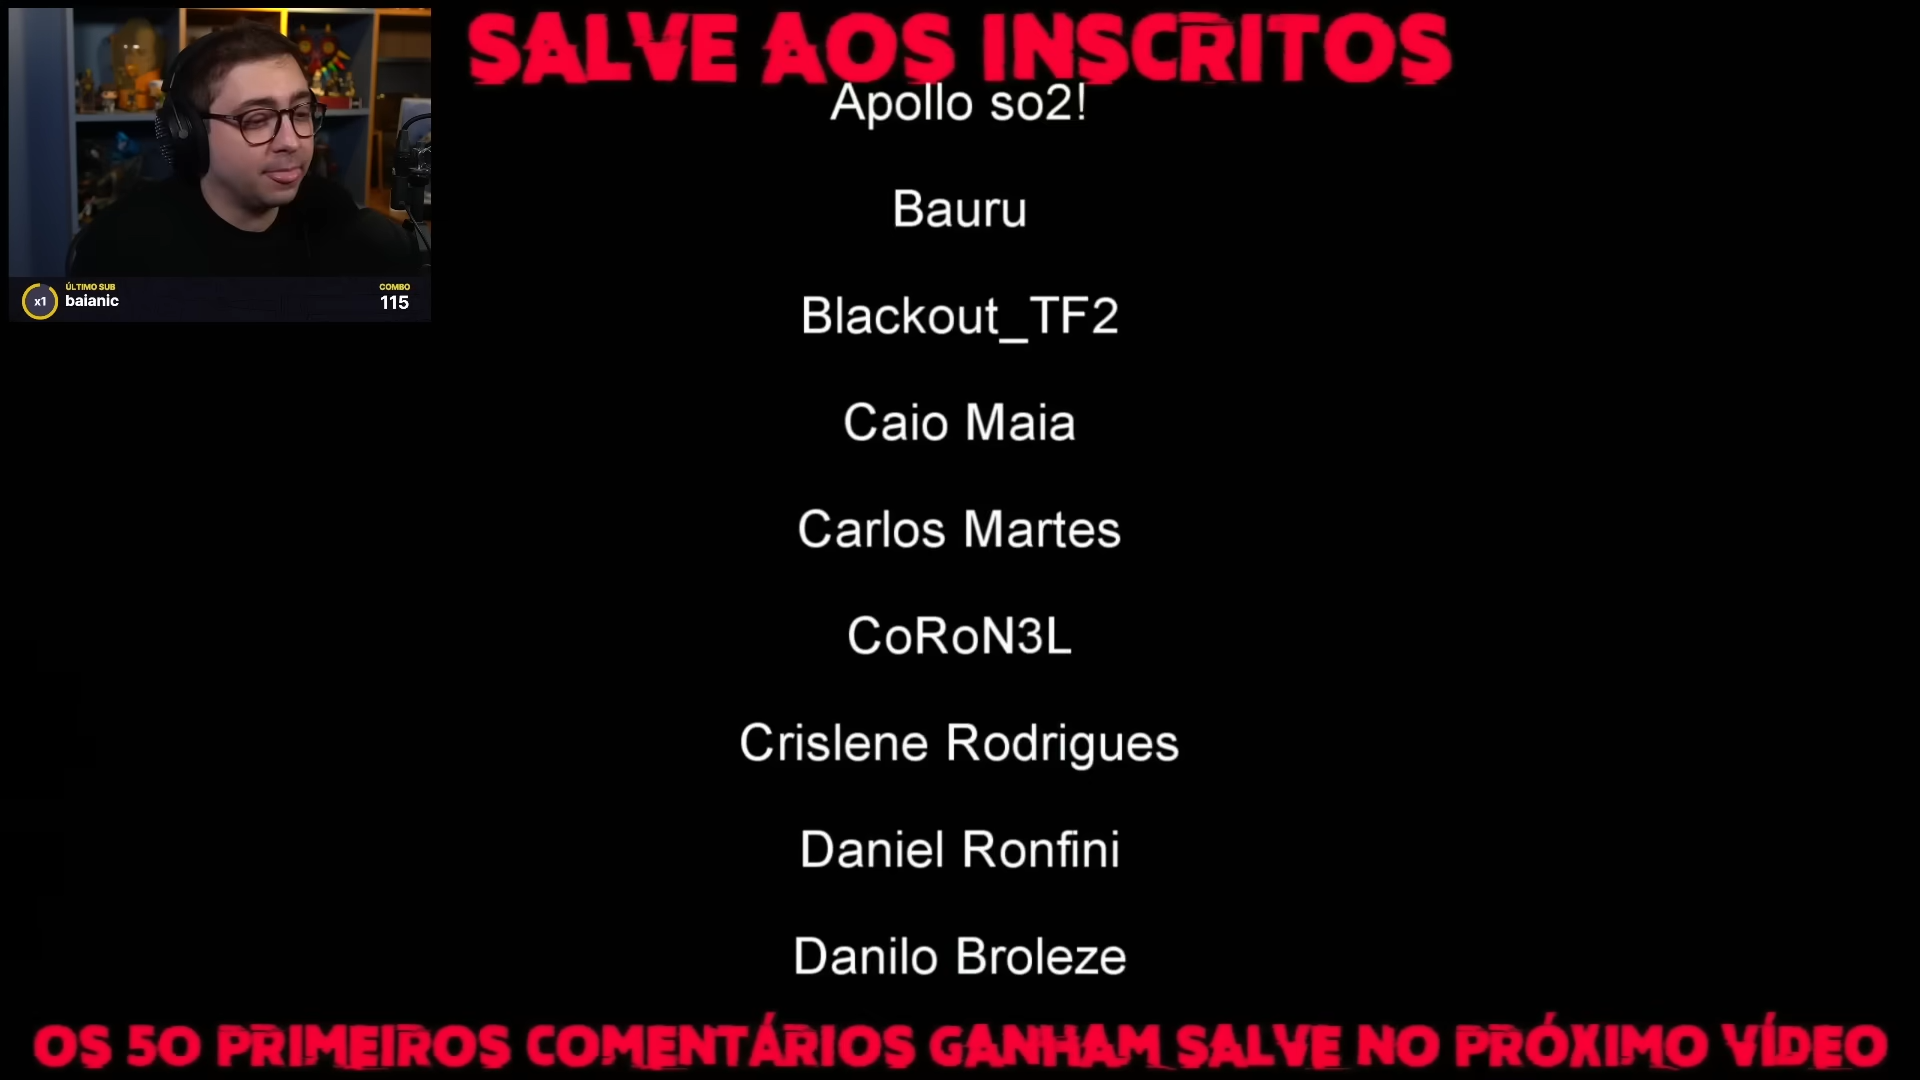 SALVE AOS INSCRITOS
Apollo so2!
Bauru
Blackout_TF2
Caio Maia
Carlos Martes
CoRoN3L
Crislene Rodrigues
Daniel Ronfini
Danilo Broleze
x1
ÚLTIMO SUB
baianic
COMBO
115
OS 50 PRIMEIROS COMENTÁRIOS GANHAM SALVE NO PRÓXIMO VÍDEO